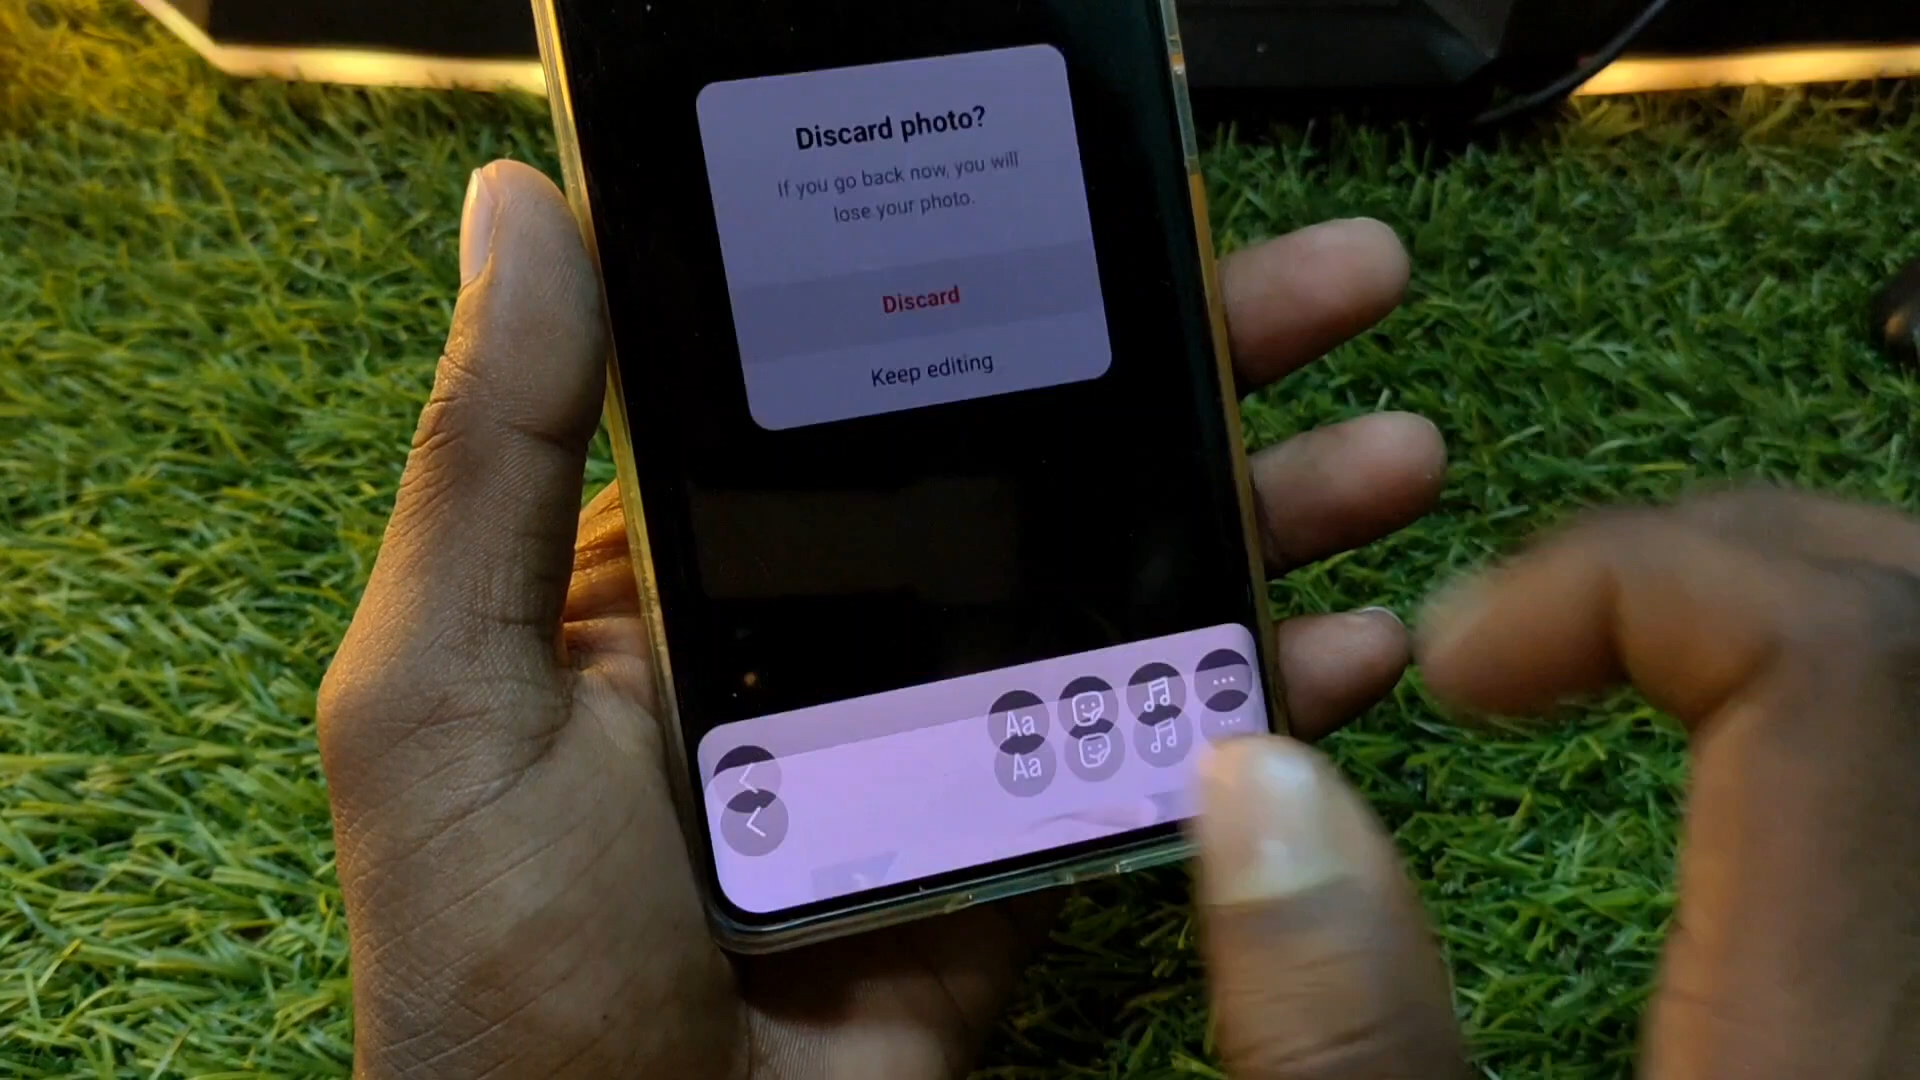 Discard photo?
If you go back now, you will
lose your photo.
Discard
Keep editing
Aa
Aa